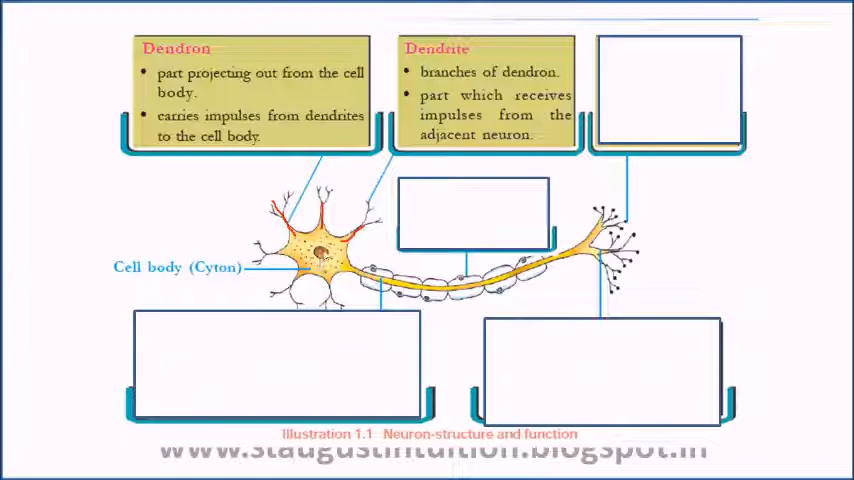 Dendron
• part projecting out from the cell
body.
• carries impulses from dendrites
to the cell body.
Dendrite
• branches of dendron.
• part which receives
impulses from the
adjacent neuron.
Cell body (Cyton)
Illustration 1.1 Neuron-structure and function
www.staugustintuition.blogspot.in